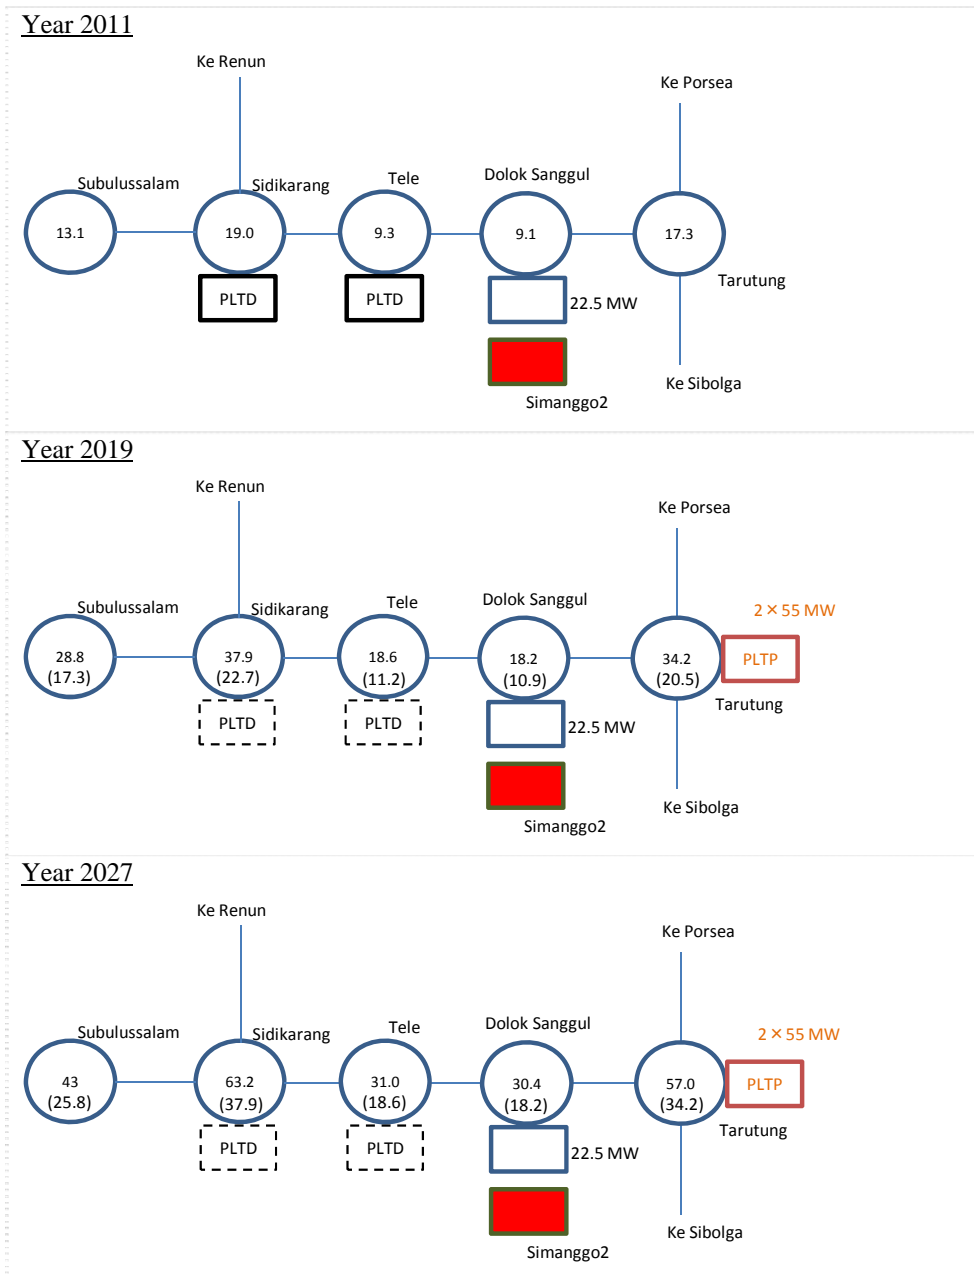 Year 2011
Ke Renun
Ke Porsea
Subulussalam
Sidikarang
Tele
Dolok Sanggul
13.1
19.0
9.3
9.1
17.3
Tarutung
PLTD
PLTD
22.5 MW
Ke Sibolga
Simanggo2
Year 2019
Ke Renun
Ke Porsea
Subulussalam
Sidikarang
Tele
Dolok Sanggul
2 × 55 MW
28.8
(17.3)
37.9
(22.7)
18.6
(11.2)
18.2
(10.9)
34.2
(20.5)
PLTP
Tarutung
PLTD
PLTD
22.5 MW
Ke Sibolga
Simanggo2
Year 2027
Ke Renun
Ke Porsea
Subulussalam
Sidikarang
Tele
Dolok Sanggul
2 × 55 MW
43
(25.8)
63.2
(37.9)
31.0
(18.6)
30.4
(18.2)
57.0
(34.2)
PLTP
Tarutung
PLTD
PLTD
22.5 MW
Ke Sibolga
Simanggo2